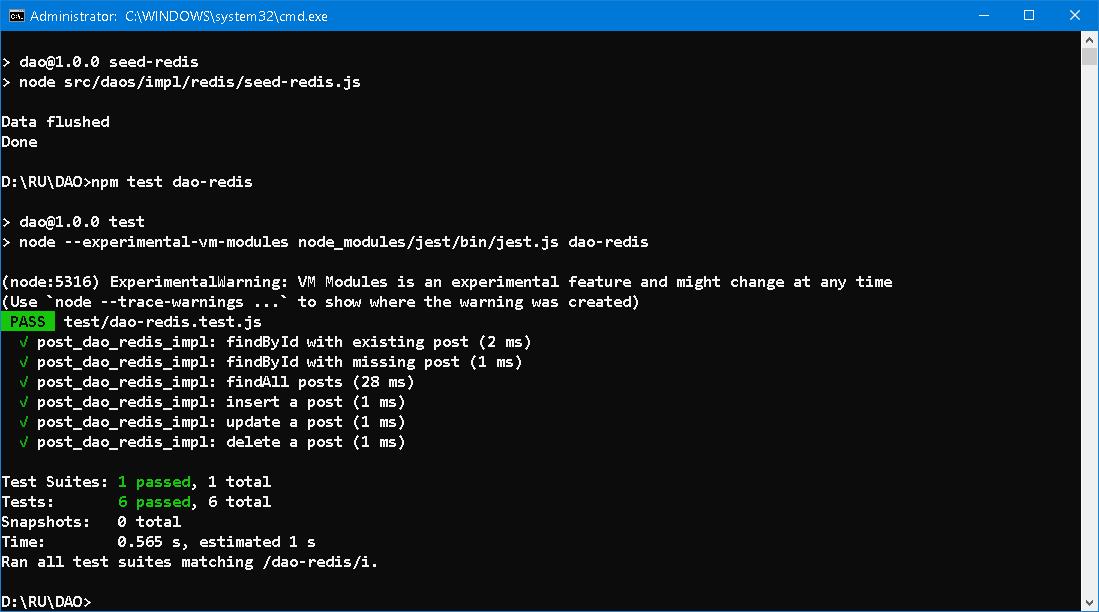 Administrator: C:\WINDOWS\system32\cmd.exe
> dao@1.0.0 seed-redis
> node src/daos/impl/redis/seed-redis.js
Data flushed
Done
D:\RU\DAO>npm test dao-redis
> dao@1.0.0 test
> node --experimental-vm-modules node_modules/jest/bin/jest.js dao-redis
(node:5316) ExperimentalWarning: VM Modules is an experimental feature and might change at any time
(Use `node --trace-warnings ...` to show where the warning was created)
PASS test/dao-redis.test.js
√ post_dao_redis_impl: findById with existing post (2 ms)
√ post_dao_redis_impl: findById with missing post (1 ms)
√ post_dao_redis_impl: findAll posts (28 ms)
√ post_dao_redis_impl: insert a post (1 ms)
√ post_dao_redis_impl: update a post (1 ms)
√ post_dao_redis_impl: delete a post (1 ms)
Test Suites: 1 passed, 1 total
Tests: 6 passed, 6 total
Snapshots: 0 total
Time: 0.565 s, estimated 1 s
Ran all test suites matching /dao-redis/i.
D:\RU\DAO>